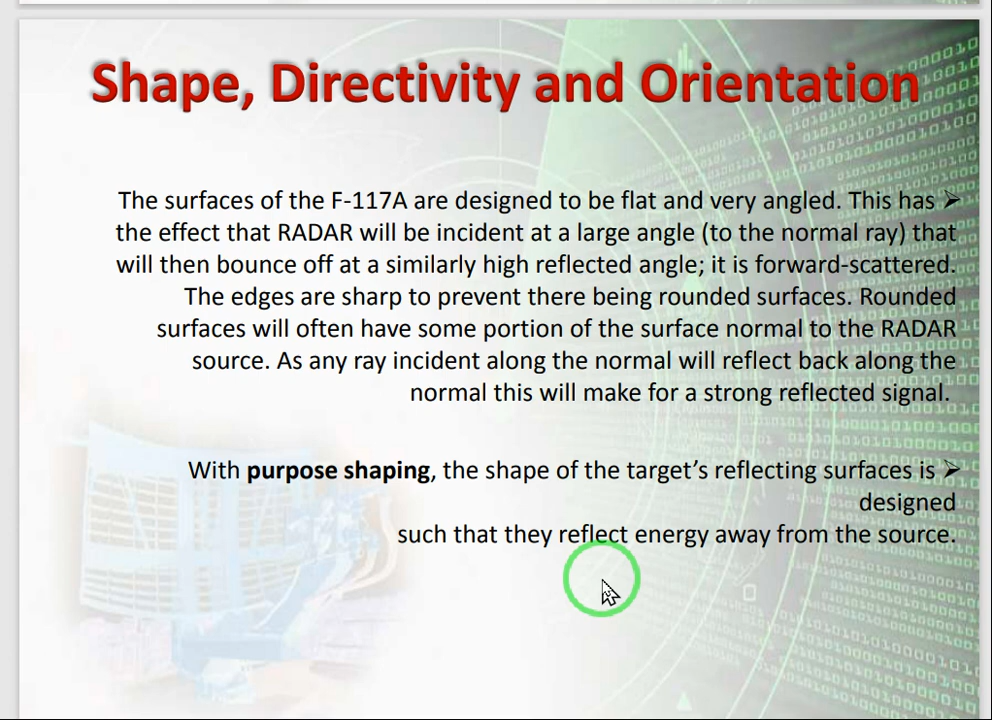 Shape, Directivity and Orientation
The surfaces of the F-117A are designed to be flat and very angled. This has ➢
the effect that RADAR will be incident at a large angle (to the normal ray) that
will then bounce off at a similarly high reflected angle; it is forward-scattered.
The edges are sharp to prevent there being rounded surfaces. Rounded
surfaces will often have some portion of the surface normal to the RADAR
source. As any ray incident along the normal will reflect back along the
normal this will make for a strong reflected signal.
With purpose shaping, the shape of the target’s reflecting surfaces is ➢
designed
such that they reflect energy away from the source.